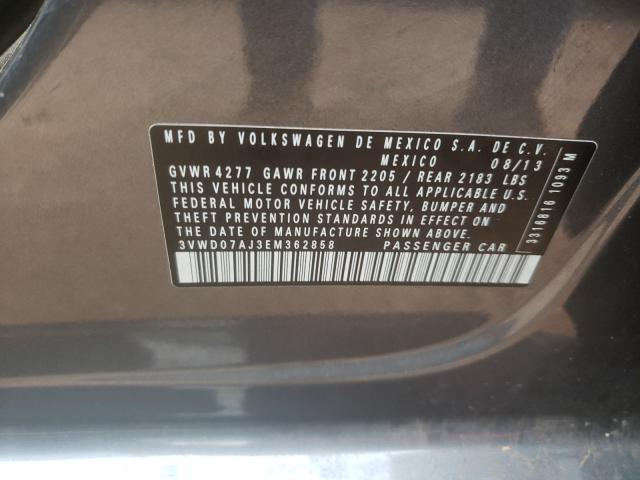 MFD BY VOLKSWAGEN DE MEXICO S.A. DE C.V.
MEXICO 08/13
GVWR 4277 GAWR FRONT 2205 / REAR 2183 LBS
THIS VEHICLE CONFORMS TO ALL APPLICABLE U.S.
FEDERAL MOTOR VEHICLE SAFETY, BUMPER AND
THEFT PREVENTION STANDARDS IN EFFECT ON
THE DATE OF MANUFACTURE SHOWN ABOVE.
3VWD07AJ3EM362858 PASSENGER CAR
3316816 1093 M